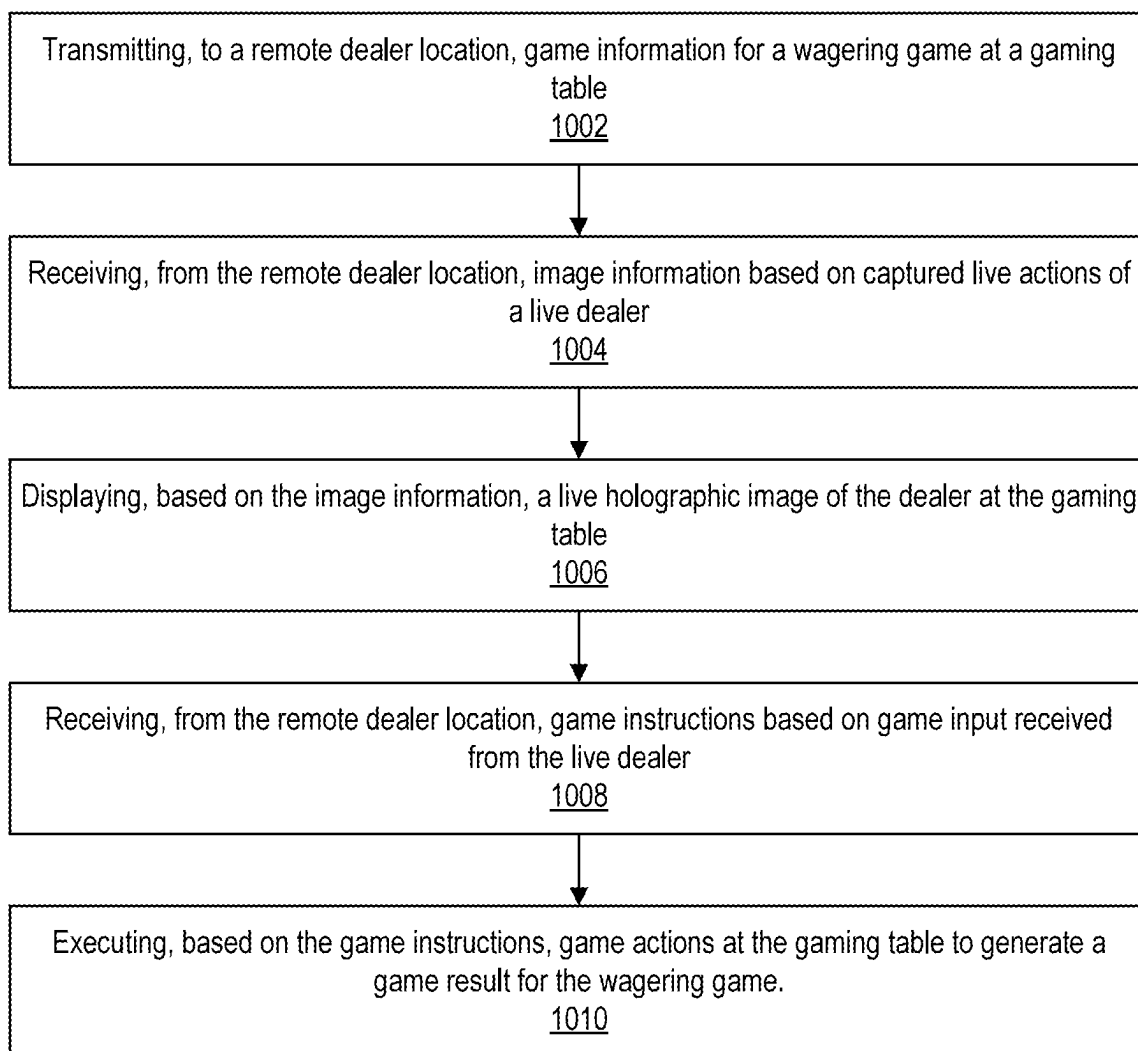 Transmitting, to a remote dealer location, game information for a wagering game at a gaming
table
1002
Receiving, from the remote dealer location, image information based on captured live actions of
a live dealer
1004
Displaying, based on the image information, a live holographic image of the dealer at the gaming
table
1006
Receiving, from the remote dealer location, game instructions based on game input received
from the live dealer
1008
Executing, based on the game instructions, game actions at the gaming table to generate a
game result for the wagering game.
1010